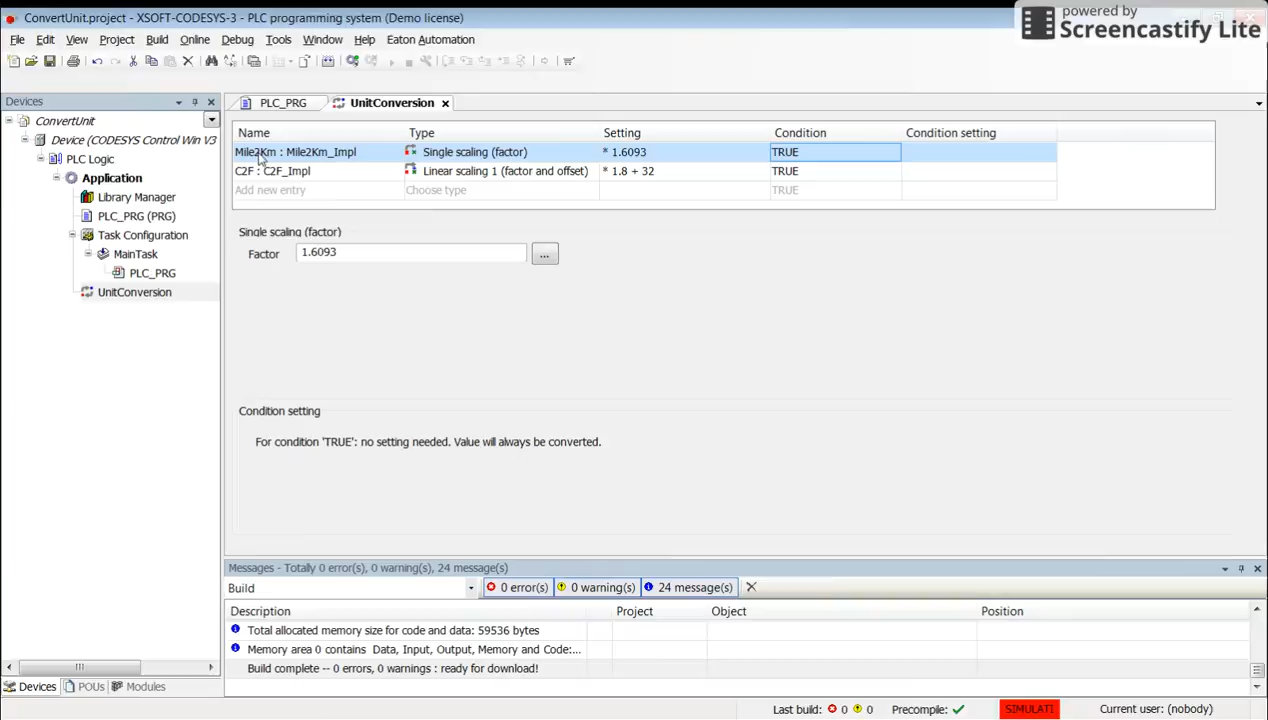 ConvertUnit.project - XSOFT-CODESYS-3 - PLC programming system (Demo license)
powered by
Screencastify Lite
File Edit View Project Build Online Debug Tools Window Help Eaton Automation
Devices
PLC_PRG UnitConversion
ConvertUnit
Device (CODESYS Control Win V3
PLC Logic
Application
Library Manager
PLC_PRG (PRG)
Task Configuration
MainTask
PLC_PRG
UnitConversion
Name Type Setting Condition Condition setting
Mile2Km : Mile2Km_Impl Single scaling (factor) * 1.6093 TRUE
C2F : C2F_Impl Linear scaling 1 (factor and offset) * 1.8 + 32 TRUE
Add new entry Choose type TRUE
Single scaling (factor)
Factor 1.6093 ...
Condition setting
For condition 'TRUE': no setting needed. Value will always be converted.
Messages - Totally 0 error(s), 0 warning(s), 24 message(s)
Build 0 error(s) 0 warning(s) 24 message(s)
Description Project Object Position
Total allocated memory size for code and data: 59536 bytes
Memory area 0 contains Data, Input, Output, Memory and Code:...
Build complete -- 0 errors, 0 warnings : ready for download!
Devices POUs Modules
Last build: 0 0 Precompile: SIMULATI Current user: (nobody)